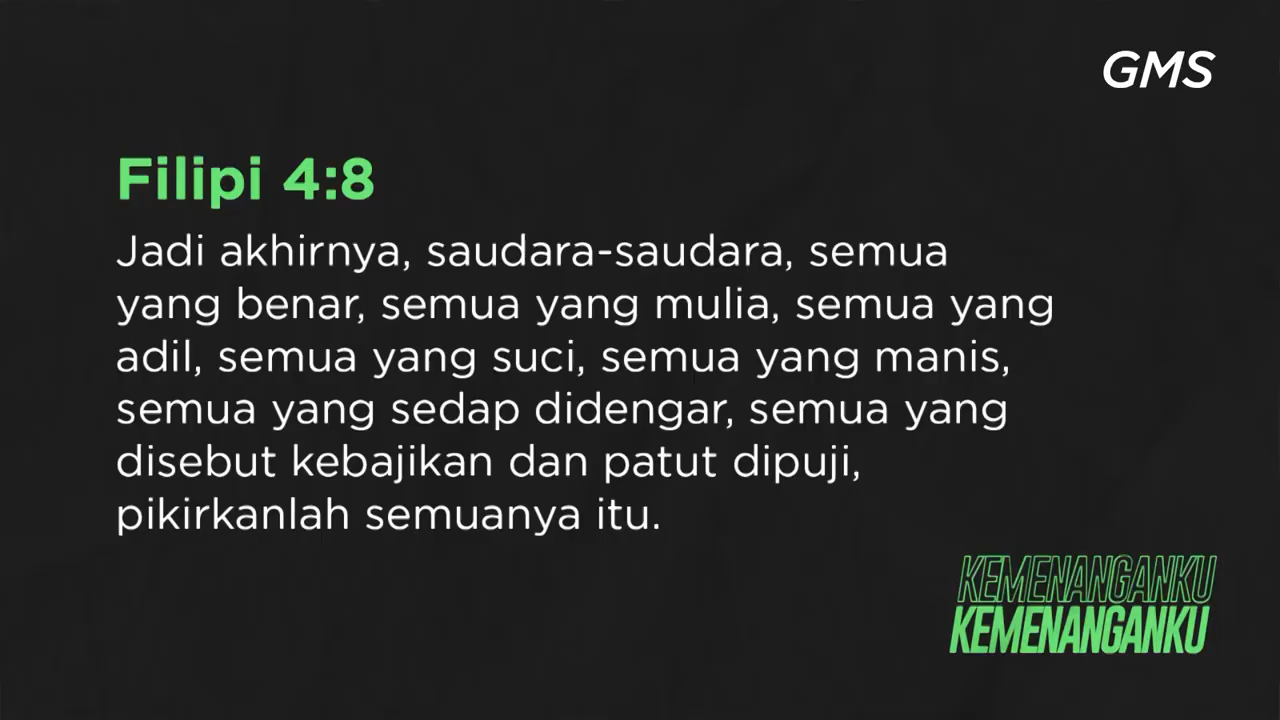 GMS
Filipi 4:8
Jadi akhirnya, saudara-saudara, semua
yang benar, semua yang mulia, semua yang
adil, semua yang suci, semua yang manis,
semua yang sedap didengar, semua yang
disebut kebajikan dan patut dipuji,
pikirkanlah semuanya itu.
KEMENANGANKU
KEMENANGANKU